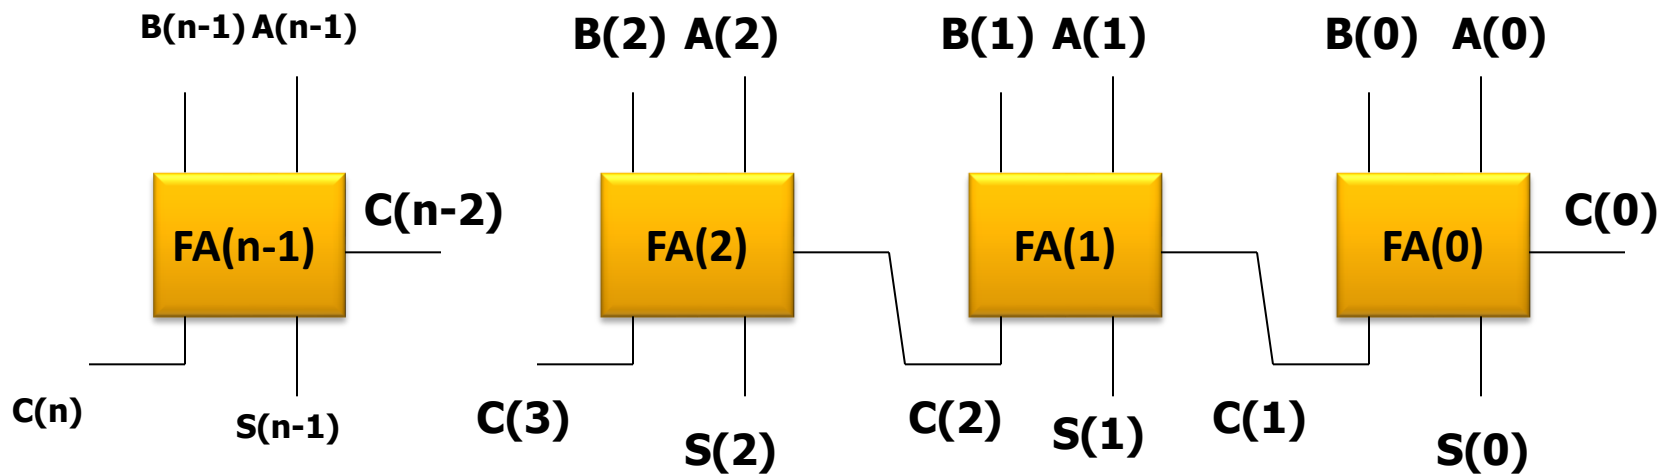 B(n-1) A(n-1) B(2) A(2) B(1) A(1) B(0) A(0)
C(n-2) C(0)
FA(n-1) FA(2) FA(1) FA(0)
C(n) C(3) C(2) C(1)
S(n-1) S(2) S(1) S(0)